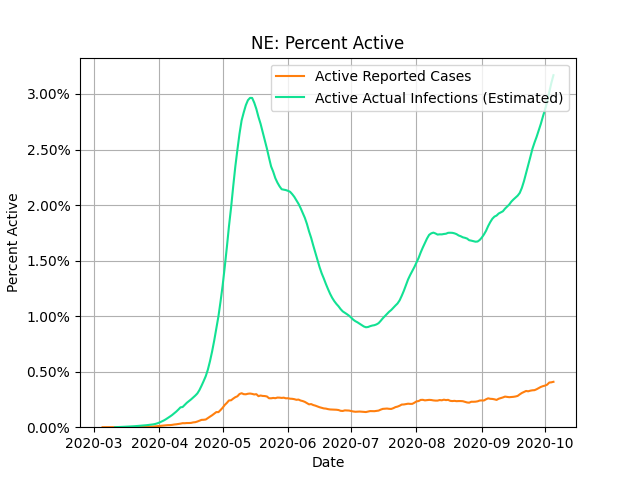 NE: Percent Active
Active Reported Cases
Active Actual Infections (Estimated)
Percent Active
3.00%
2.50%
2.00%
1.50%
1.00%
0.50%
0.00%
2020-03 2020-04 2020-05 2020-06 2020-07 2020-08 2020-09 2020-10
Date